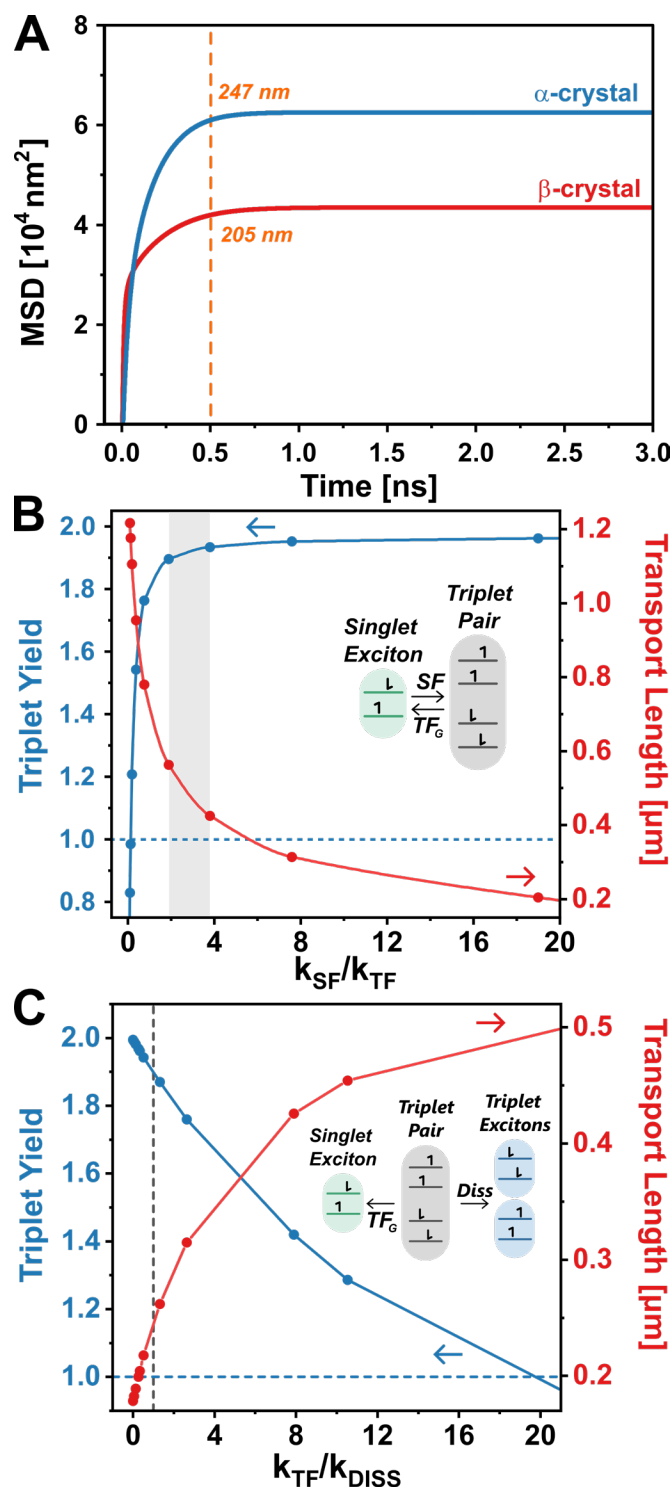 A
8
6
4
2
0
MSD [10⁴ nm²]
247 nm
205 nm
α-crystal
β-crystal
0.0 0.5 1.0 1.5 2.0 2.5 3.0
Time [ns]
B
2.0
1.8
1.6
1.4
1.2
1.0
0.8
Triplet Yield
Singlet
Exciton
SF
TF_G
Triplet
Pair
1.2
1.0
0.8
0.6
0.4
0.2
Transport Length [μm]
0 4 8 12 16 20
k_SF/k_TF
C
2.0
1.8
1.6
1.4
1.2
1.0
Triplet Yield
Singlet
Exciton
TF_G
Triplet
Pair
Diss
Triplet
Excitons
0.5
0.4
0.3
0.2
Transport Length [μm]
0 4 8 12 16 20
k_TF/k_DISS